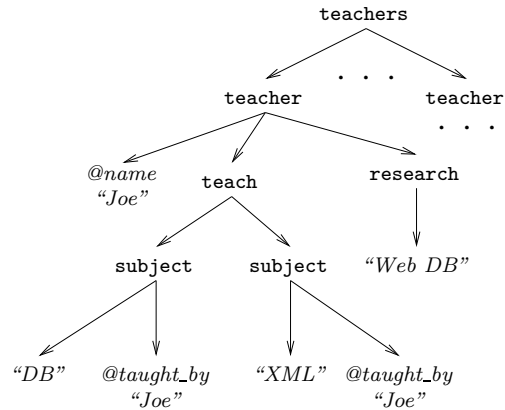 teachers
. . .
teacher teacher
. . .
@name teach research
“Joe”
subject subject “Web DB”
“DB” @taught_by “XML” @taught_by
“Joe” “Joe”